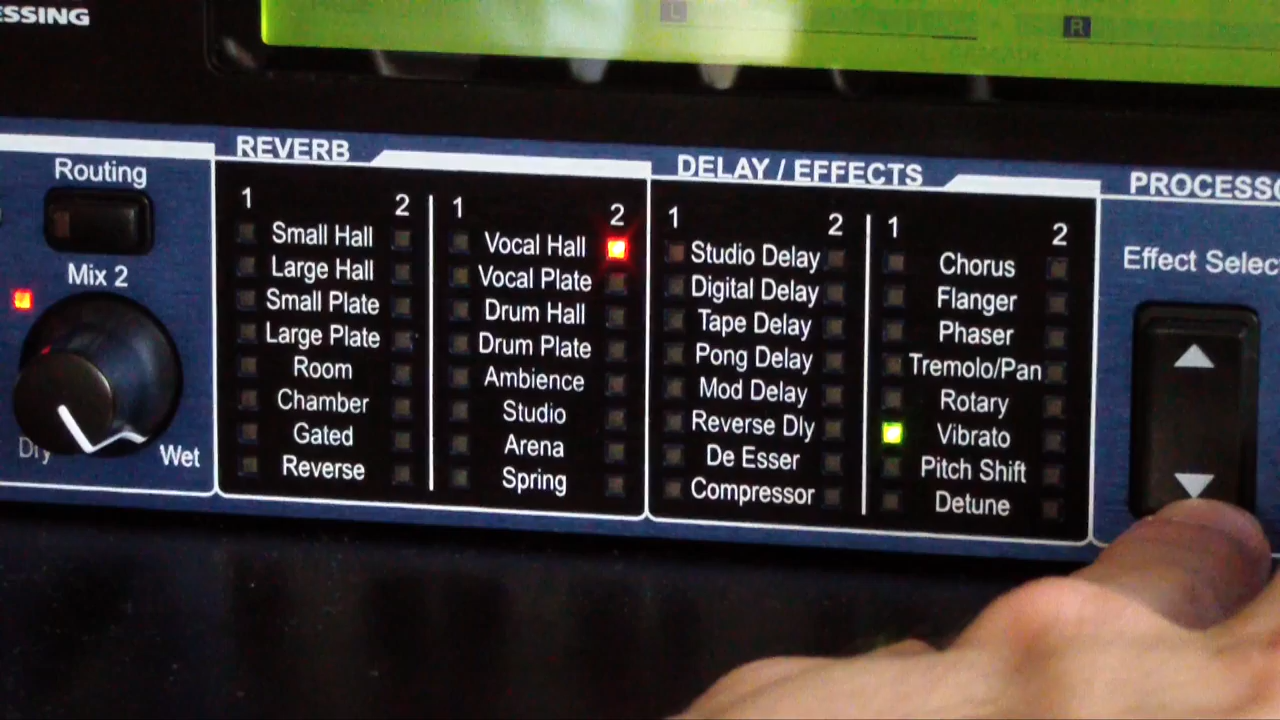 ESSING
L
R
REVERB
DELAY / EFFECTS
PROCESSO
Routing
Mix 2
Dry
Wet
1
2
Small Hall
Large Hall
Small Plate
Large Plate
Room
Chamber
Gated
Reverse
1
2
Vocal Hall
Vocal Plate
Drum Hall
Drum Plate
Ambience
Studio
Arena
Spring
1
2
Studio Delay
Digital Delay
Tape Delay
Pong Delay
Mod Delay
Reverse Dly
De Esser
Compressor
1
2
Chorus
Flanger
Phaser
Tremolo/Pan
Rotary
Vibrato
Pitch Shift
Detune
Effect Selec